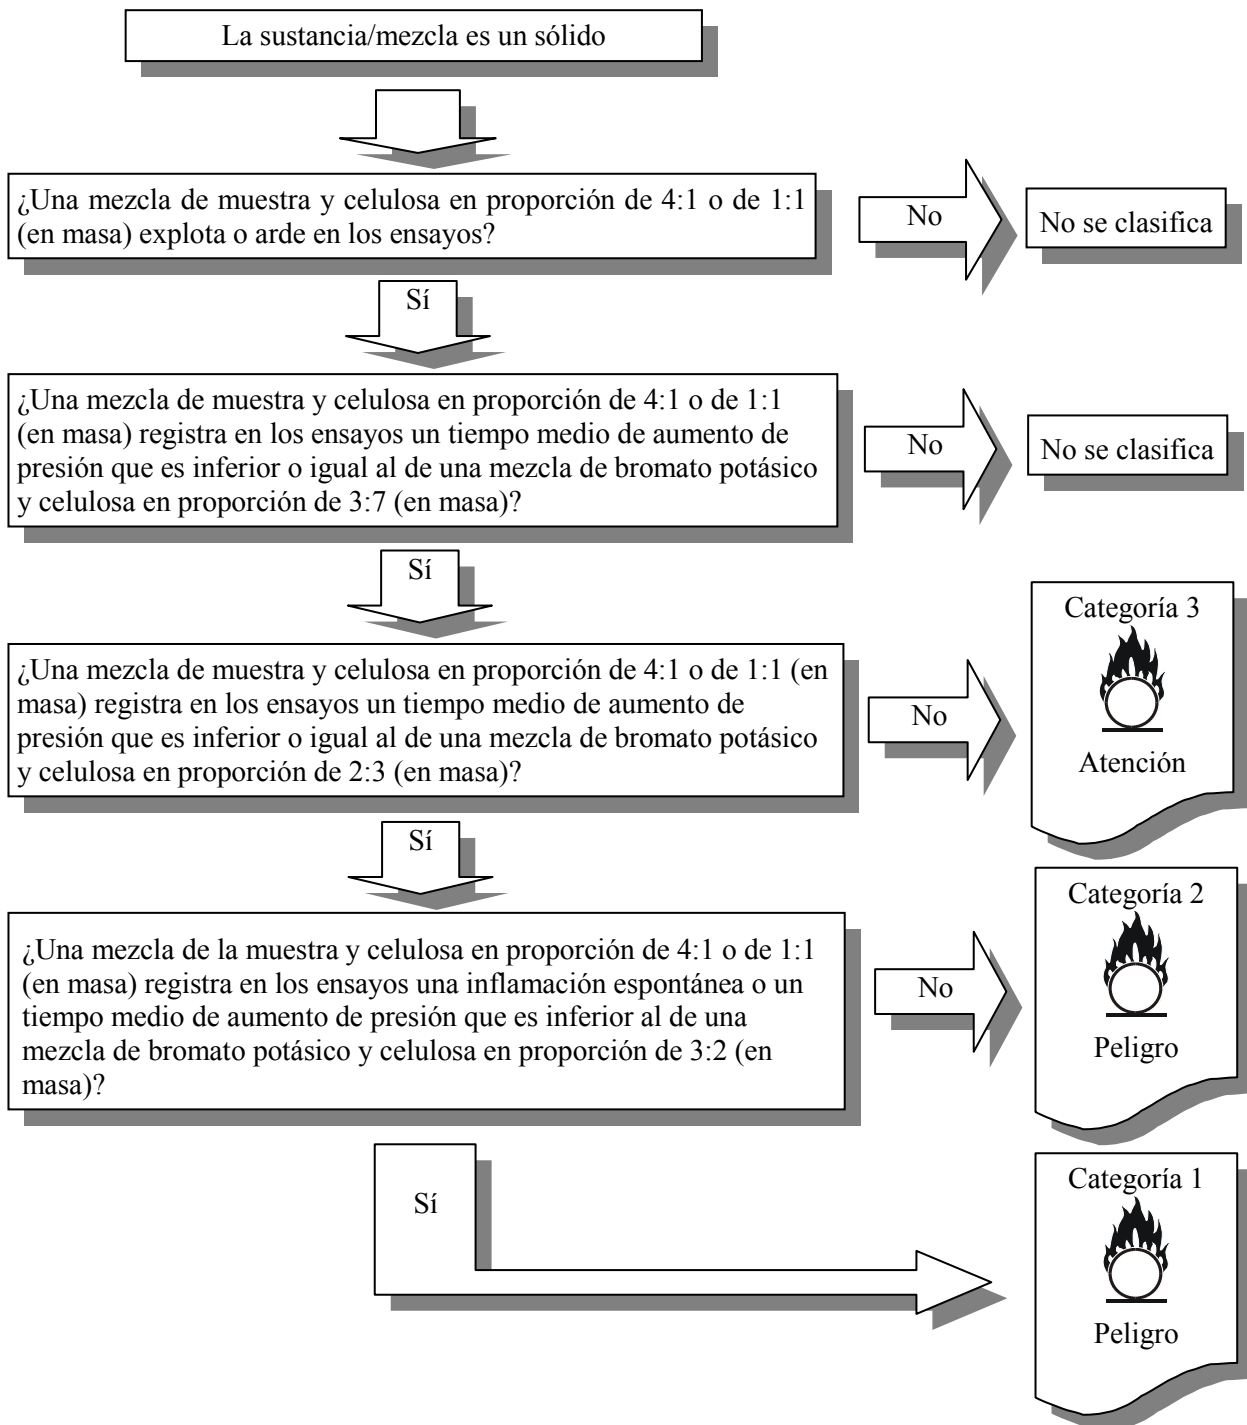 La sustancia/mezcla es un sólido
¿Una mezcla de muestra y celulosa en proporción de 4:1 o de 1:1
(en masa) explota o arde en los ensayos?
No
No se clasifica
Sí
¿Una mezcla de muestra y celulosa en proporción de 4:1 o de 1:1
(en masa) registra en los ensayos un tiempo medio de aumento de
presión que es inferior o igual al de una mezcla de bromato potásico
y celulosa en proporción de 3:7 (en masa)?
No
No se clasifica
Sí
¿Una mezcla de muestra y celulosa en proporción de 4:1 o de 1:1 (en
masa) registra en los ensayos un tiempo medio de aumento de
presión que es inferior o igual al de una mezcla de bromato potásico
y celulosa en proporción de 2:3 (en masa)?
No
Categoría 3
Atención
Sí
¿Una mezcla de la muestra y celulosa en proporción de 4:1 o de 1:1
(en masa) registra en los ensayos una inflamación espontánea o un
tiempo medio de aumento de presión que es inferior al de una
mezcla de bromato potásico y celulosa en proporción de 3:2 (en
masa)?
No
Categoría 2
Peligro
Sí
Categoría 1
Peligro